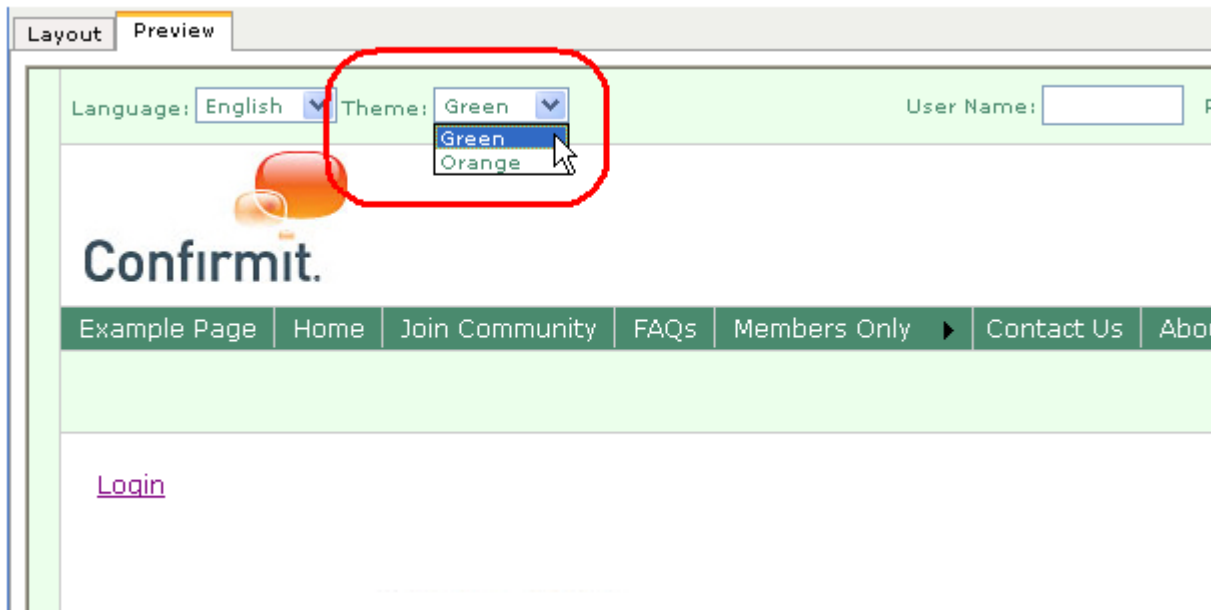 Layout Preview
Language: English Theme: Green User Name:
Green
Orange
Confirmit.
Example Page Home Join Community FAQs Members Only Contact Us
Login